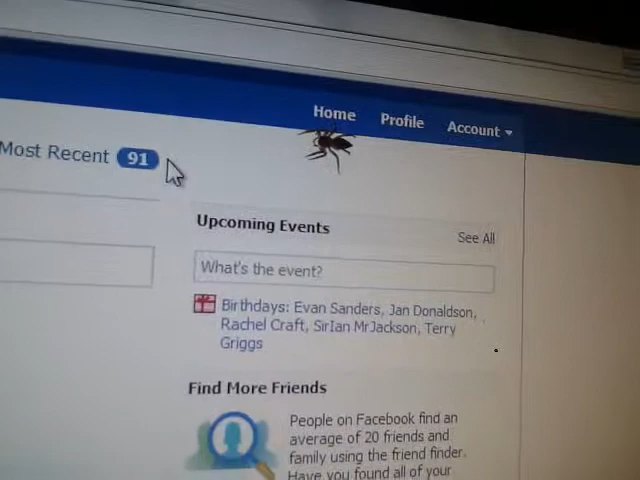 Home Profile Account
Most Recent 91
Upcoming Events See All
What's the event?
Birthdays: Evan Sanders, Jan Donaldson,
Rachel Craft, SirIan MrJackson, Terry
Griggs
Find More Friends
People on Facebook find an
average of 20 friends and
family using the friend finder.
Have you found all of your